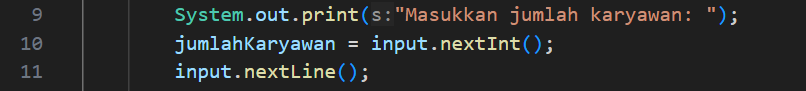 9 System.out.print(s:"Masukkan jumlah karyawan: ");
10 jumlahKaryawan = input.nextInt();
11 input.nextLine();